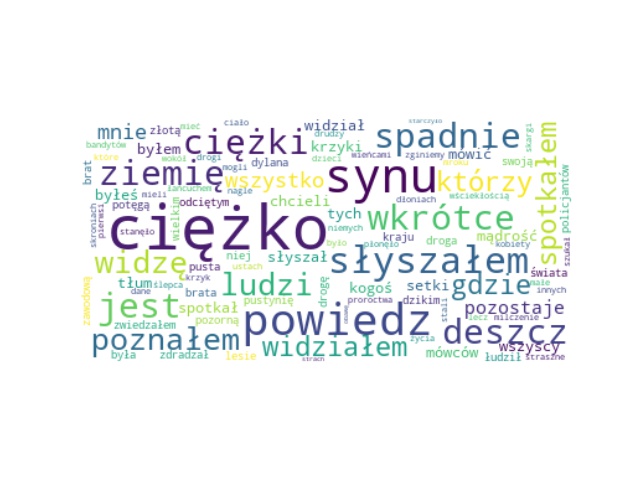 mnie złotą mieć ciało widział drudzy starczyło
bandytów byłem ciężki krzyki spadnie skargi
które wokół drogi dylana dzieci wieńcami zginiemy mówić swoją
brat ziemię mogli wszystko synu mroku którzy spotkałem
byłeś łańcuchem mieli nagle wściekłością policjantów
skroniach pierwsi potęgą wielkim odciętym chcieli tych dłoniach wkrótce
stanęło ciężko kraju droga mądrość szukał
było płonęło niemych kobiety
widzę pusta niej ustach słyszał słyszałem gdzie świata
tłum ślepca krzyk ludzi drogę kogoś setki małe innych
zawodową jest dane brata pustynię proroctwa dzikim pozostaje
zwiedzałem spotkał pozorną powiedz stali lecz milczenie deszcz
poznałem widziałem życia wszyscy
była zdradzał lesie strach mówców łudził straszne